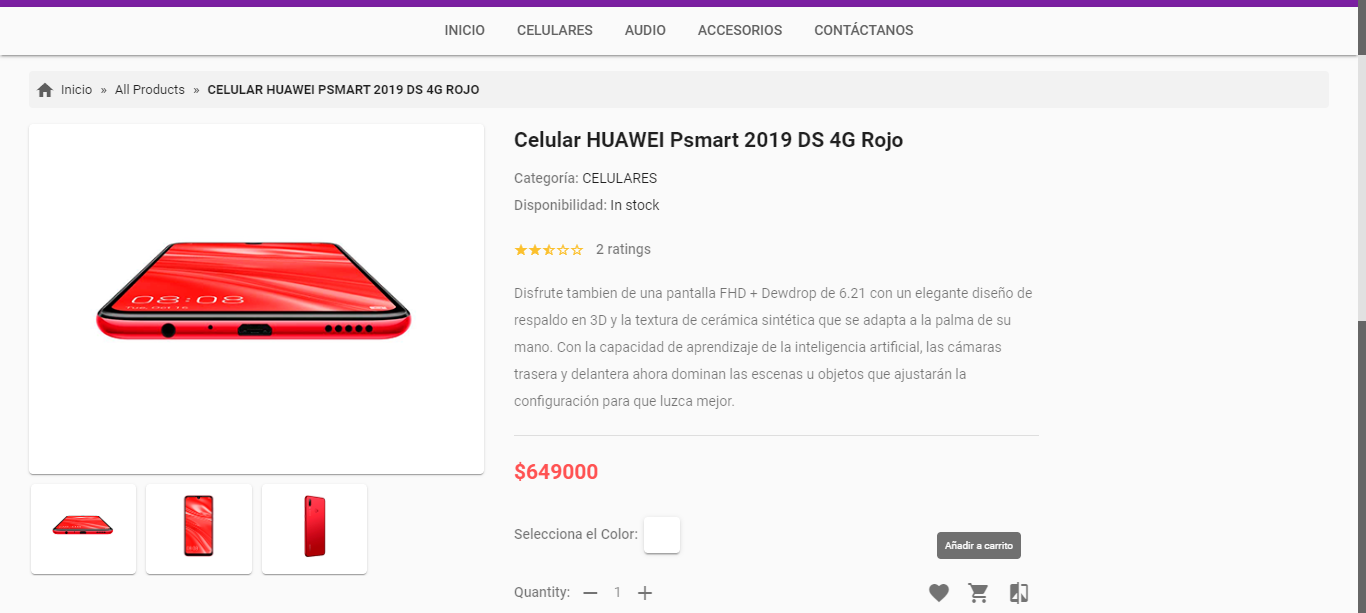 INICIO CELULARES AUDIO ACCESORIOS CONTÁCTANOS
Inicio » All Products » CELULAR HUAWEI PSMART 2019 DS 4G ROJO
Celular HUAWEI Psmart 2019 DS 4G Rojo
Categoría: CELULARES
Disponibilidad: In stock
2 ratings
Disfrute tambien de una pantalla FHD + Dewdrop de 6.21 con un elegante diseño de
respaldo en 3D y la textura de cerámica sintética que se adapta a la palma de su
mano. Con la capacidad de aprendizaje de la inteligencia artificial, las cámaras
trasera y delantera ahora dominan las escenas u objetos que ajustarán la
configuración para que luzca mejor.
$649000
Selecciona el Color:
Añadir a carrito
Quantity: 1
08:08